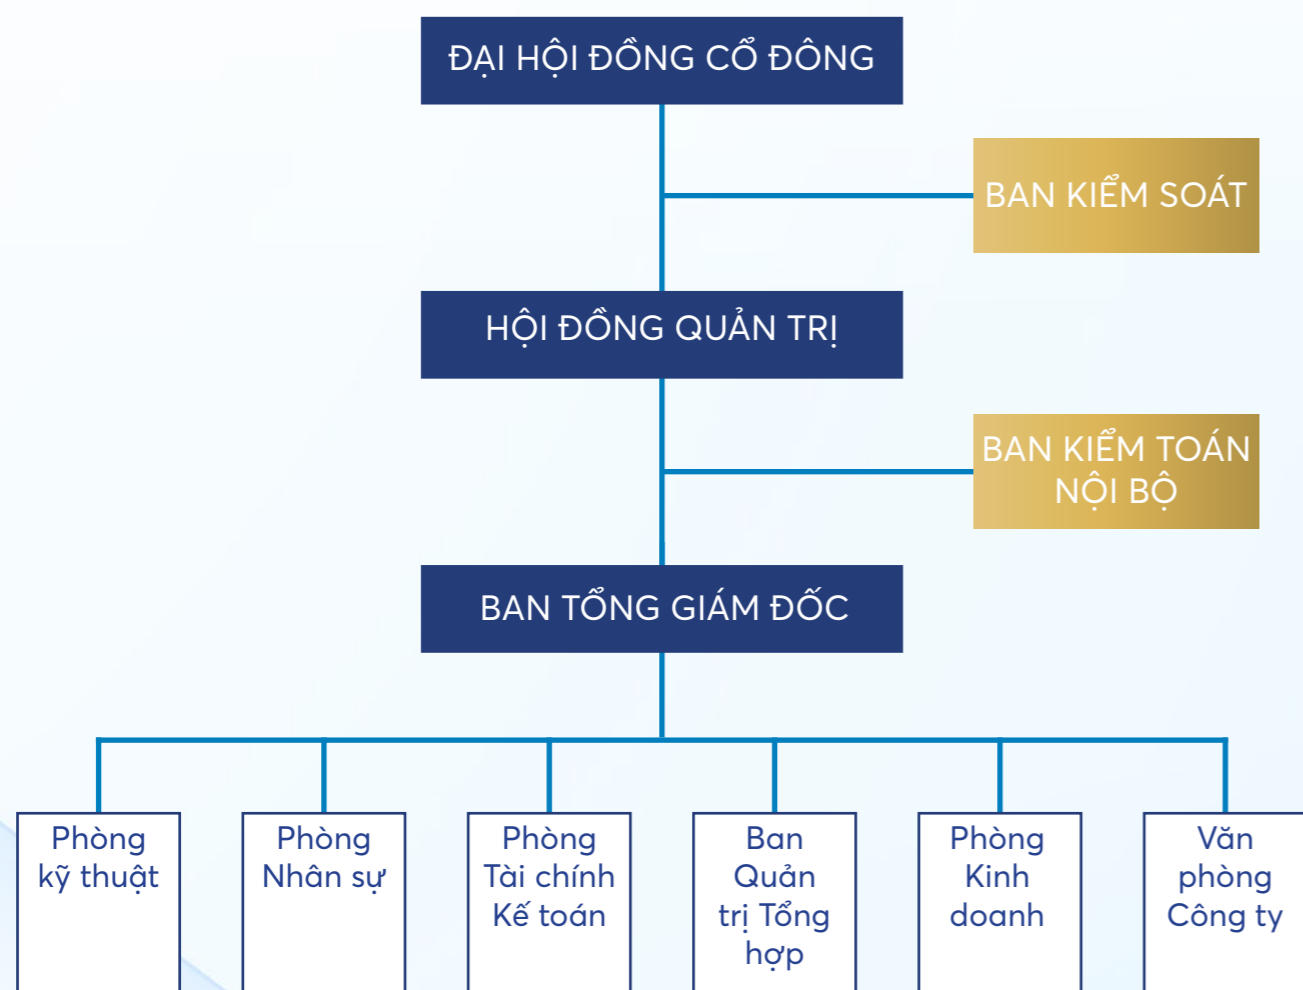 ĐẠI HỘI ĐỒNG CỔ ĐÔNG
BAN KIỂM SOÁT
HỘI ĐỒNG QUẢN TRỊ
BAN KIỂM TOÁN
NỘI BỘ
BAN TỔNG GIÁM ĐỐC
Phòng
kỹ thuật
Phòng
Nhân sự
Phòng
Tài chính
Kế toán
Ban
Quản
trị Tổng
hợp
Phòng
Kinh
doanh
Văn
phòng
Công ty